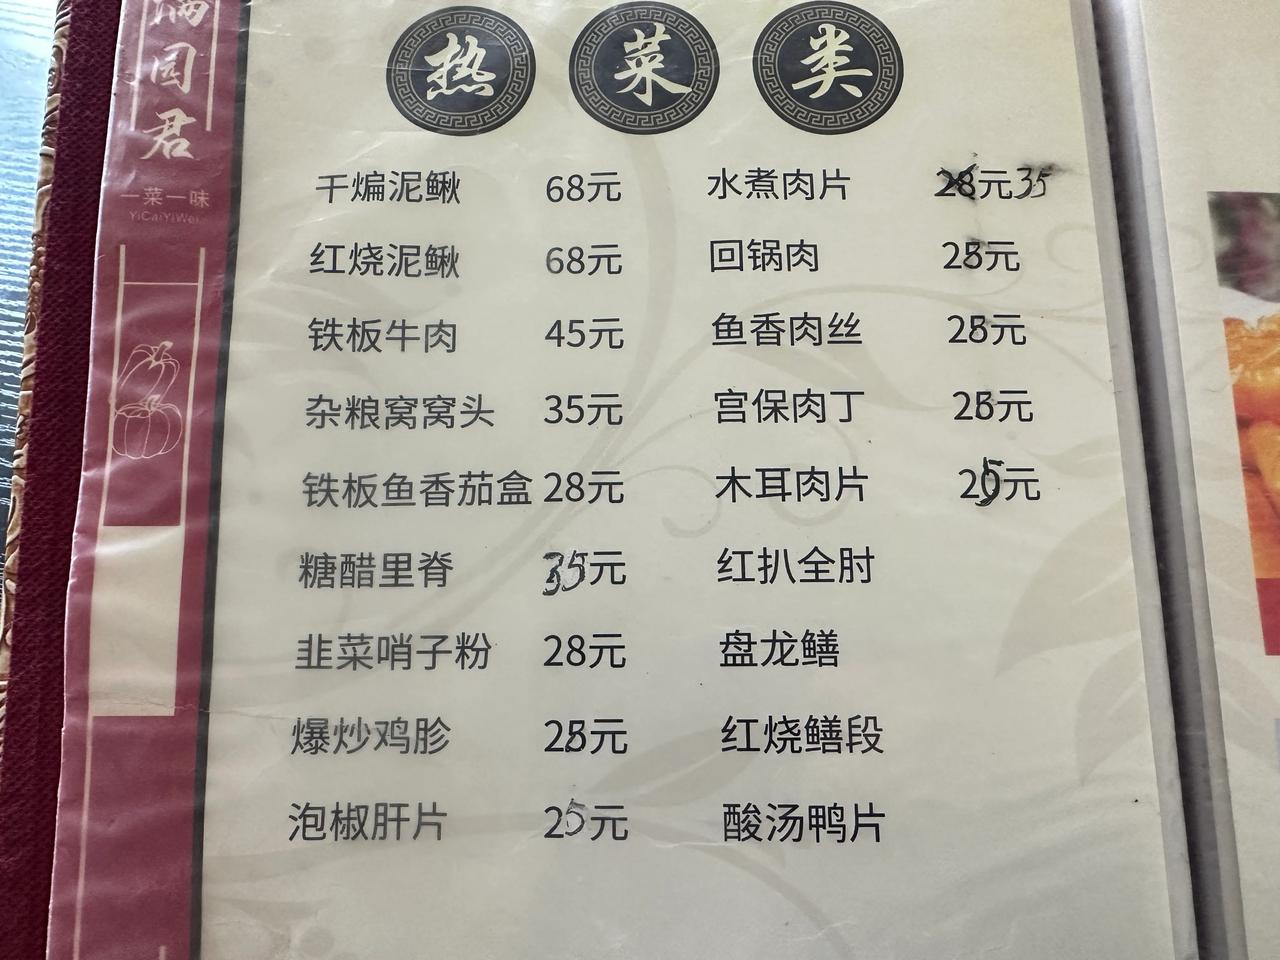 满园君
一菜一味
YiCaiYiWei
热菜类
干煸泥鳅 68元 水煮肉片 28元35
红烧泥鳅 68元 回锅肉 28元
铁板牛肉 45元 鱼香肉丝 28元
杂粮窝窝头 35元 宫保肉丁 28元
铁板鱼香茄盒 28元 木耳肉片 25元
糖醋里脊 35元 红扒全肘
韭菜哨子粉 28元 盘龙鳝
爆炒鸡胗 28元 红烧鳝段
泡椒肝片 25元 酸汤鸭片